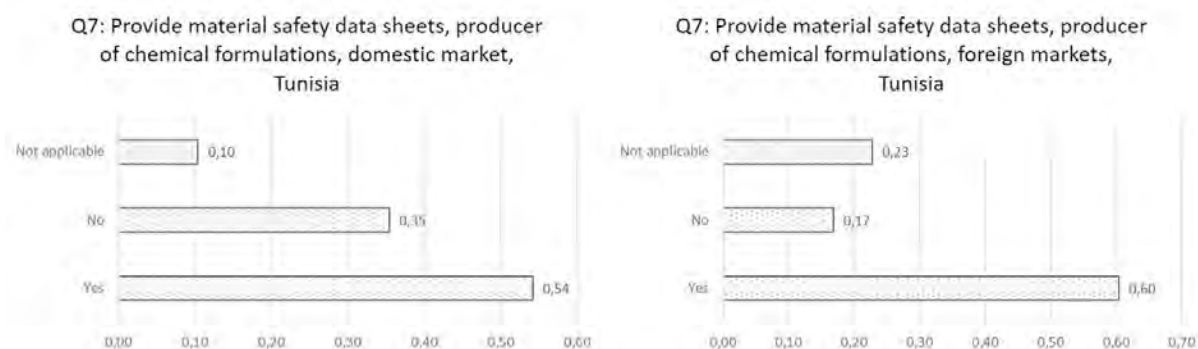 Q7: Provide material safety data sheets, producer
of chemical formulations, domestic market,
Tunisia
Not applicable
0,10
No
0,35
Yes
0,54
0,00 0,10 0,20 0,30 0,40 0,50 0,60
Q7: Provide material safety data sheets, producer
of chemical formulations, foreign markets,
Tunisia
Not applicable
0,23
No
0,17
Yes
0,60
0,00 0,10 0,20 0,30 0,40 0,50 0,60 0,70